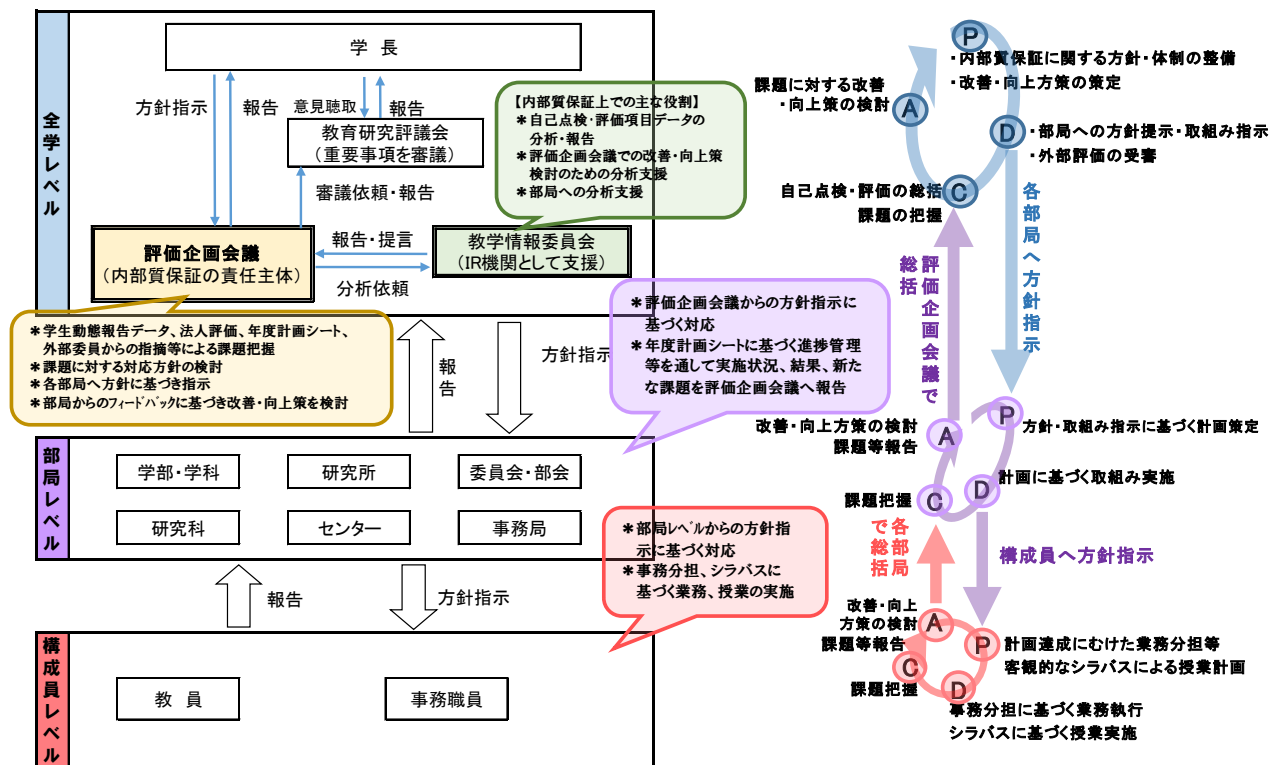 全学レベル
学 長
方針指示
報告
意見聴取
報告
教育研究評議会
(重要事項を審議)
審議依頼・報告
【内部質保証上での主な役割】
＊自己点検・評価項目データの
分析・報告
＊評価企画会議での改善・向上策
検討のための分析支援
＊部局への分析支援
評価企画会議
(内部質保証の責任主体)
報告・提言
分析依頼
教学情報委員会
(IR機関として支援)
＊学生動態報告データ、法人評価、年度計画シート、
外部委員からの指摘等による課題把握
＊課題に対する対応方針の検討
＊各部局へ方針に基づき指示
＊部局からのフィードバックに基づき改善・向上策を検討
報告
方針指示
＊評価企画会議からの方針指示に
基づく対応
＊年度計画シートに基づく進捗管理
等を通して実施状況、結果、新た
な課題を評価企画会議へ報告
部局レベル
学部・学科
研究所
委員会・部会
研究科
センター
事務局
報告
方針指示
＊部局レベルからの方針指
示に基づく対応
＊事務分担、シラバスに
基づく業務、授業の実施
構成員レベル
教 員
事務職員
P
・内部質保証に関する方針・体制の整備
・改善・向上方策の策定
課題に対する改善
・向上策の検討
A
D
・部局への方針提示・取組み指示
・外部評価の受審
C
自己点検・評価の総括
課題の把握
各部局へ方針指示
評価企画会議で
総括
P
方針・取組み指示に基づく計画策定
改善・向上方策の検討
課題等報告
A
D
計画に基づく取組み実施
課題把握
C
各部局
で総括
構成員へ方針指示
改善・向上
方策の検討
課題等報告
A
P
計画達成にむけた業務分担等
客観的なシラバスによる授業計画
C
課題把握
D
事務分担に基づく業務執行
シラバスに基づく授業実施